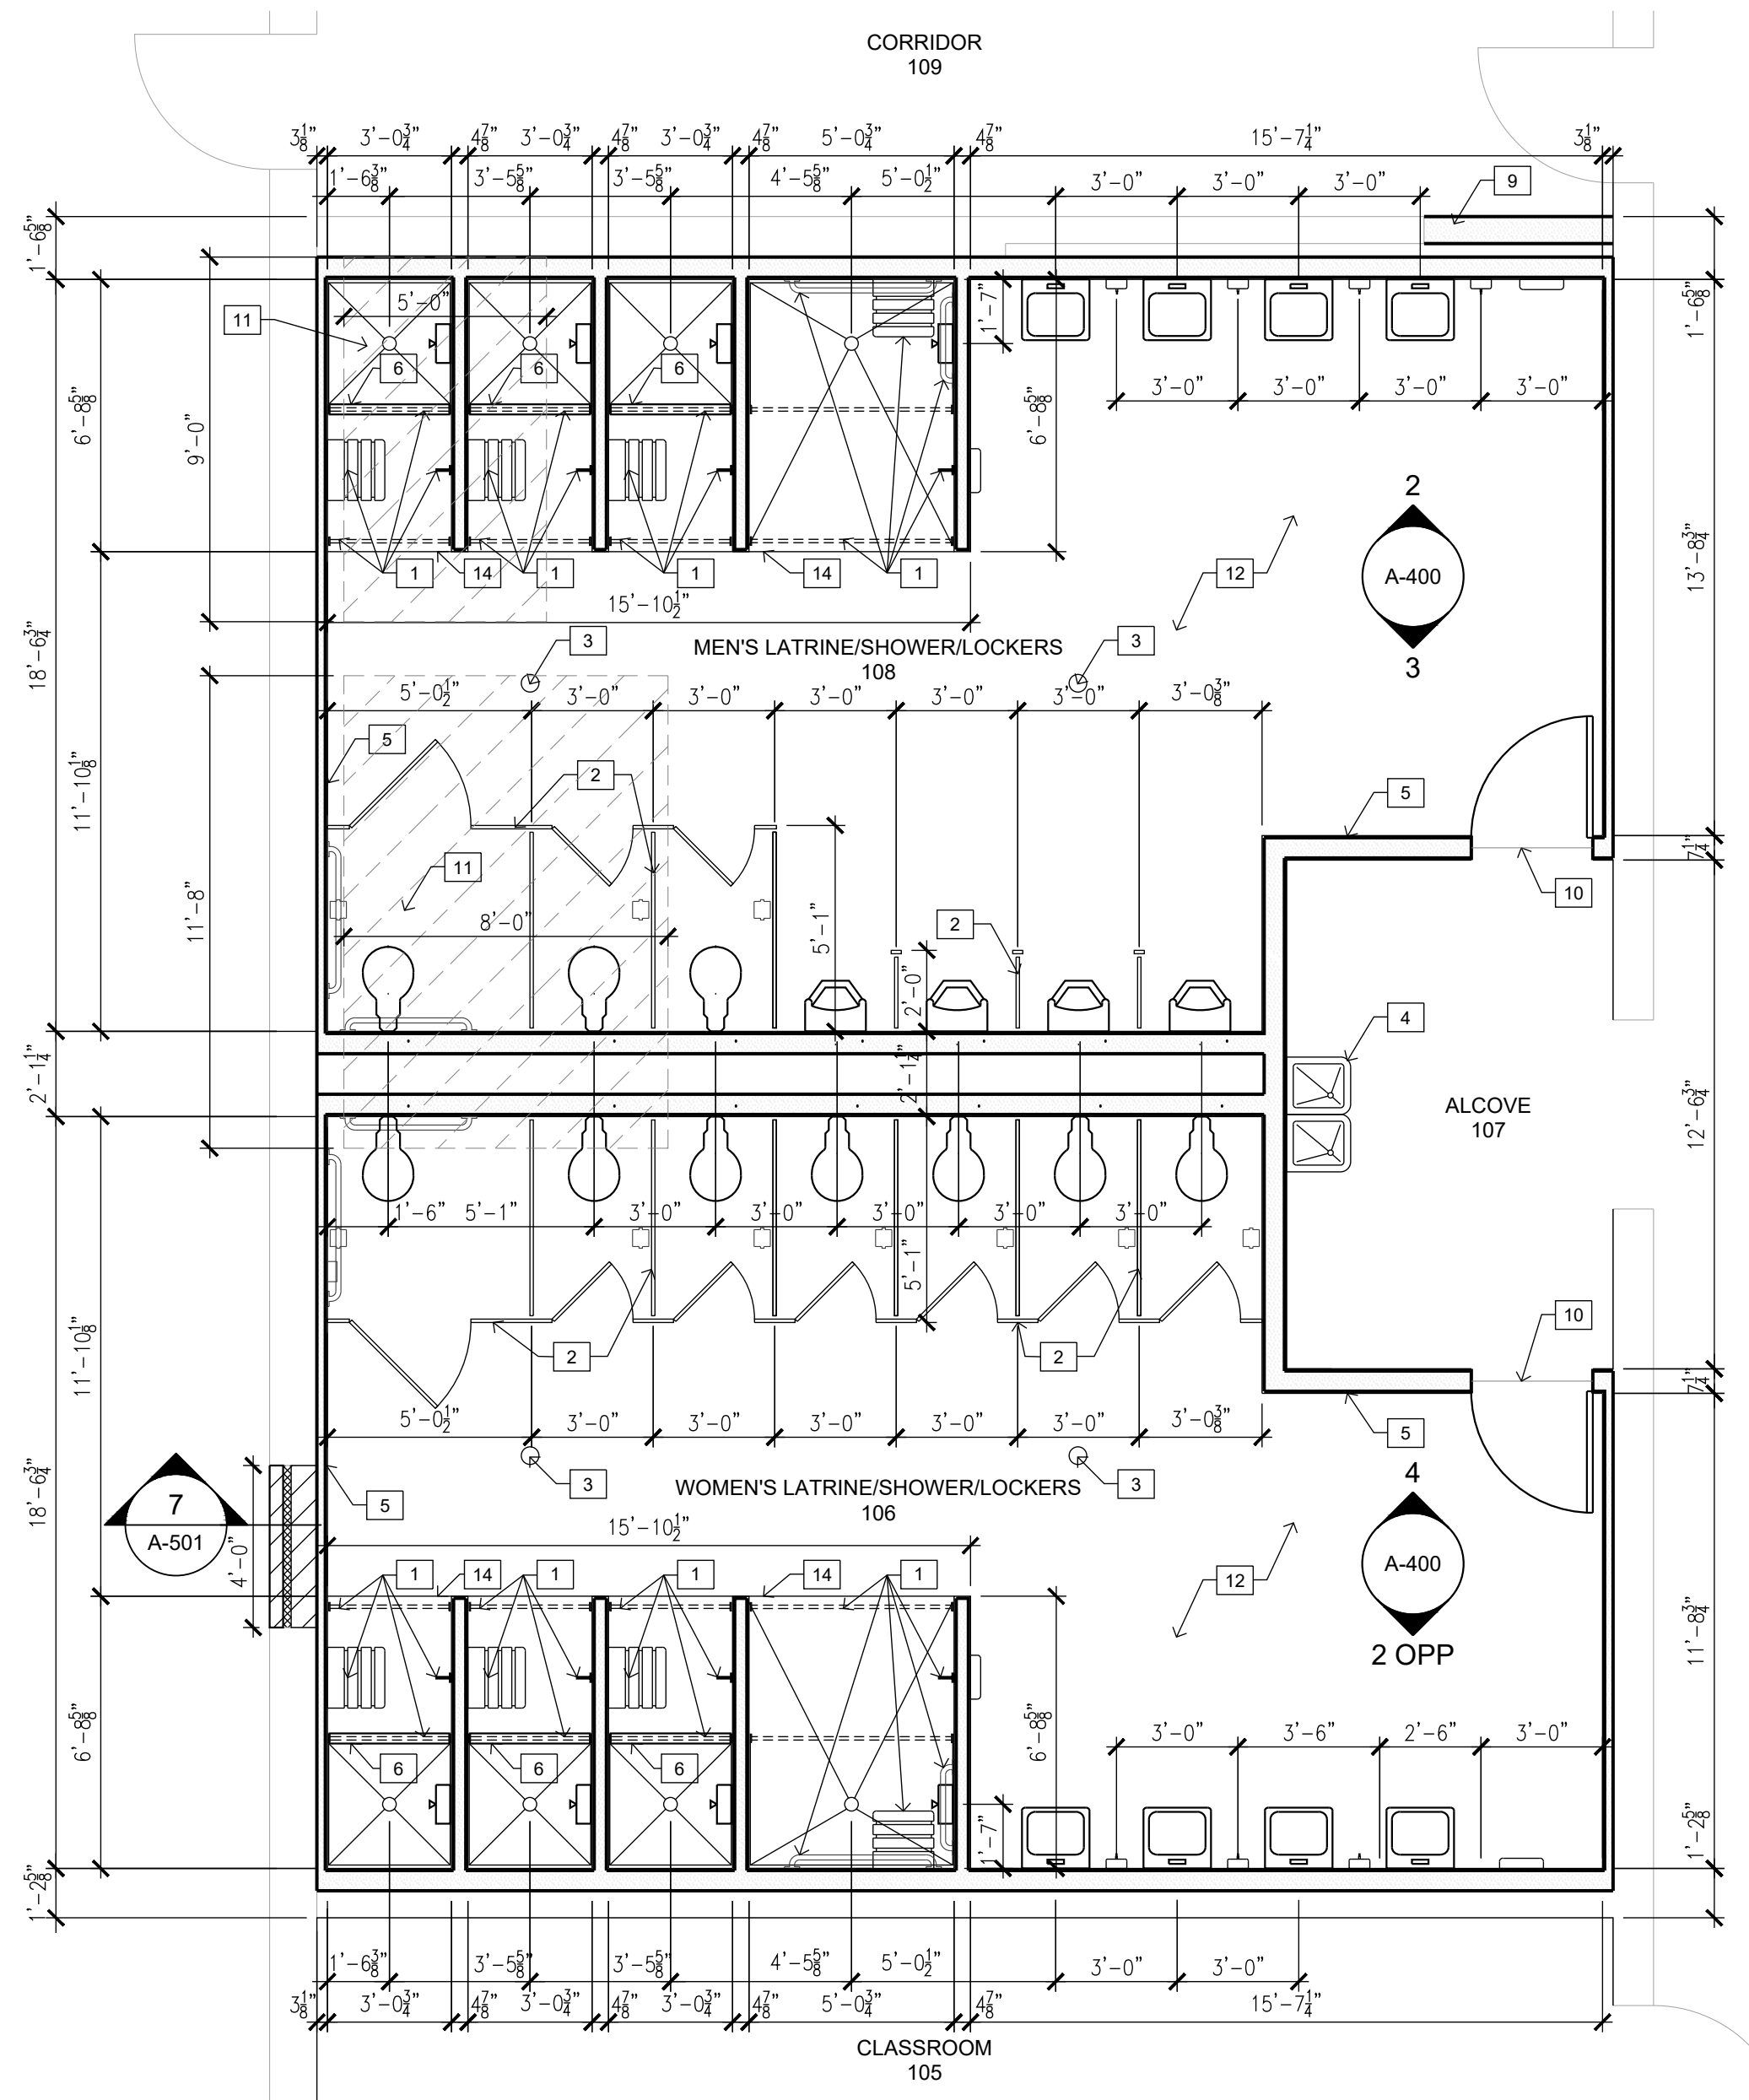 CORRIDOR
109
3⅛" 3'-0¾" 4⅞" 3'-0¾" 4⅞" 3'-0¾" 4⅞" 5'-0¾" 4⅞" 15'-7¼" 3⅛"
1'-6⅜" 3'-5⅝" 3'-5⅝" 4'-5⅝" 5'-0½" 3'-0" 3'-0" 3'-0" 9
1'-6⅝" 1'-6⅝"
5'-0" 1'-7"
11
6 6 6
3'-0" 3'-0" 3'-0" 3'-0"
6'-8⅝" 9'-0" 6'-8⅝"
2
A-400
3
13'-8¾"
1 14 1 1 14 1 12
15'-10½"
3 3
MEN'S LATRINE/SHOWER/LOCKERS
108
18'-6¾"
5'-0½" 3'-0" 3'-0" 3'-0" 3'-0" 3'-0" 3'-0⅜"
5
2 5
11'-10⅛"
7¼"
11 10
11'-8" 8'-0" 5'-1" 2
2'-0"
4
2'-1¼" 2'-1¼"
ALCOVE
107
12'-6¾"
1'-6" 5'-1" 3'-0" 3'-0" 3'-0" 3'-0" 3'-0"
5'-1"
10
2 2
11'-10⅛"
7¼"
5'-0½" 3'-0" 3'-0" 3'-0" 3'-0" 3'-0" 3'-0⅜"
5
3 3
WOMEN'S LATRINE/SHOWER/LOCKERS
106
18'-6¾"
5
7
A-501
4'-0"
15'-10½"
4
A-400
2 OPP
1 14 1 1 14 1 12
11'-8¾"
6'-8⅝" 6'-8⅝"
3'-0" 3'-6" 2'-6" 3'-0"
6 6 6
1'-7"
1'-2⅝" 1'-2⅝"
1'-6⅜" 3'-5⅝" 3'-5⅝" 4'-5⅝" 5'-0½" 3'-0" 3'-0"
3⅛" 3'-0¾" 4⅞" 3'-0¾" 4⅞" 3'-0¾" 4⅞" 5'-0¾" 4⅞" 15'-7¼"
CLASSROOM
105